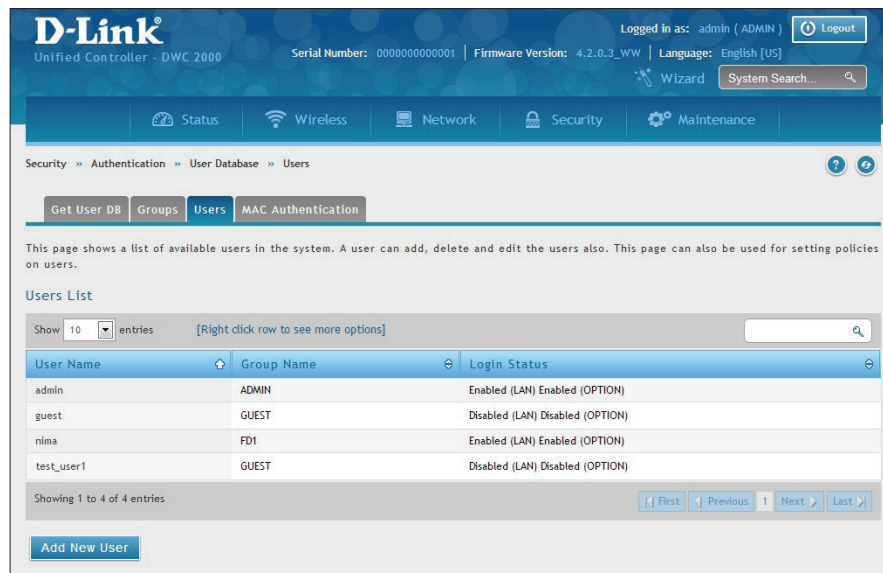 D-Link
Logged in as: admin ( ADMIN )
Logout
Unified Controller - DWC 2000
Serial Number: 0000000000001 | Firmware Version: 4.2.0.3_WW | Language: English [US]
Wizard
System Search...
Status
Wireless
Network
Security
Maintenance
Security » Authentication » User Database » Users
?
Get User DB
Groups
Users
MAC Authentication
This page shows a list of available users in the system. A user can add, delete and edit the users also. This page can also be used for setting policies
on users.
Users List
Show 10 entries
[Right click row to see more options]
User Name Group Name Login Status
admin ADMIN Enabled (LAN) Enabled (OPTION)
guest GUEST Disabled (LAN) Disabled (OPTION)
nima FD1 Enabled (LAN) Enabled (OPTION)
test_user1 GUEST Disabled (LAN) Disabled (OPTION)
Showing 1 to 4 of 4 entries
First Previous 1 Next Last
Add New User